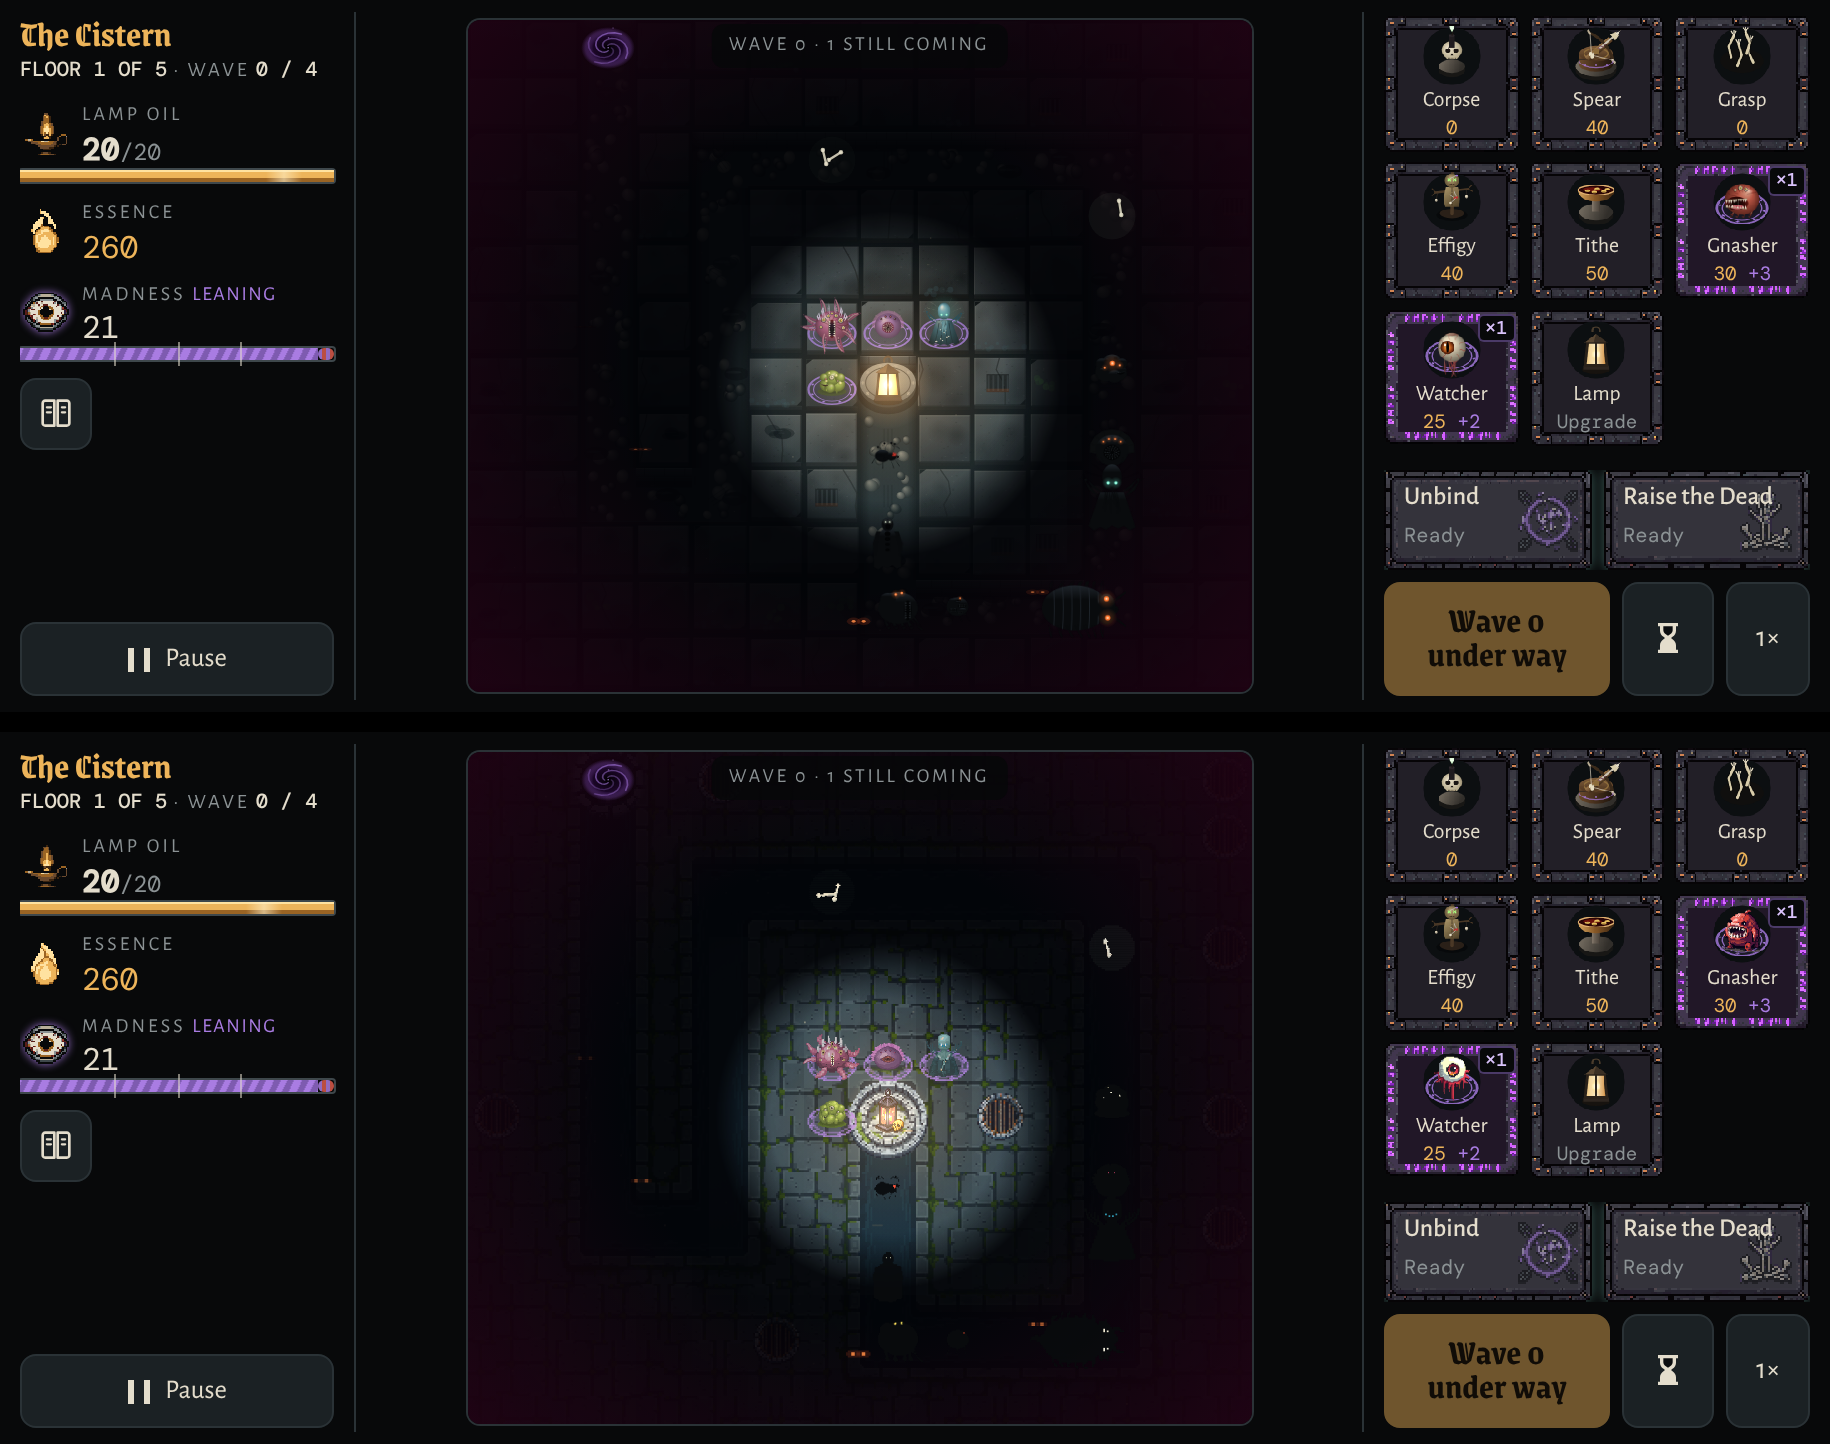 The Cistern
FLOOR 1 OF 5 · WAVE 0 / 4
LAMP OIL
20/20
ESSENCE
260
MADNESS LEANING
21
Pause
WAVE 0 · 1 STILL COMING
Corpse
0
Spear
40
Grasp
0
Effigy
40
Tithe
50
×1
Gnasher
30 +3
×1
Watcher
25 +2
Lamp
Upgrade
Unbind
Ready
Raise the Dead
Ready
Wave 0
under way
1×
The Cistern
FLOOR 1 OF 5 · WAVE 0 / 4
LAMP OIL
20/20
ESSENCE
260
MADNESS LEANING
21
Pause
WAVE 0 · 1 STILL COMING
Corpse
0
Spear
40
Grasp
0
Effigy
40
Tithe
50
×1
Gnasher
30 +3
×1
Watcher
25 +2
Lamp
Upgrade
Unbind
Ready
Raise the Dead
Ready
Wave 0
under way
1×